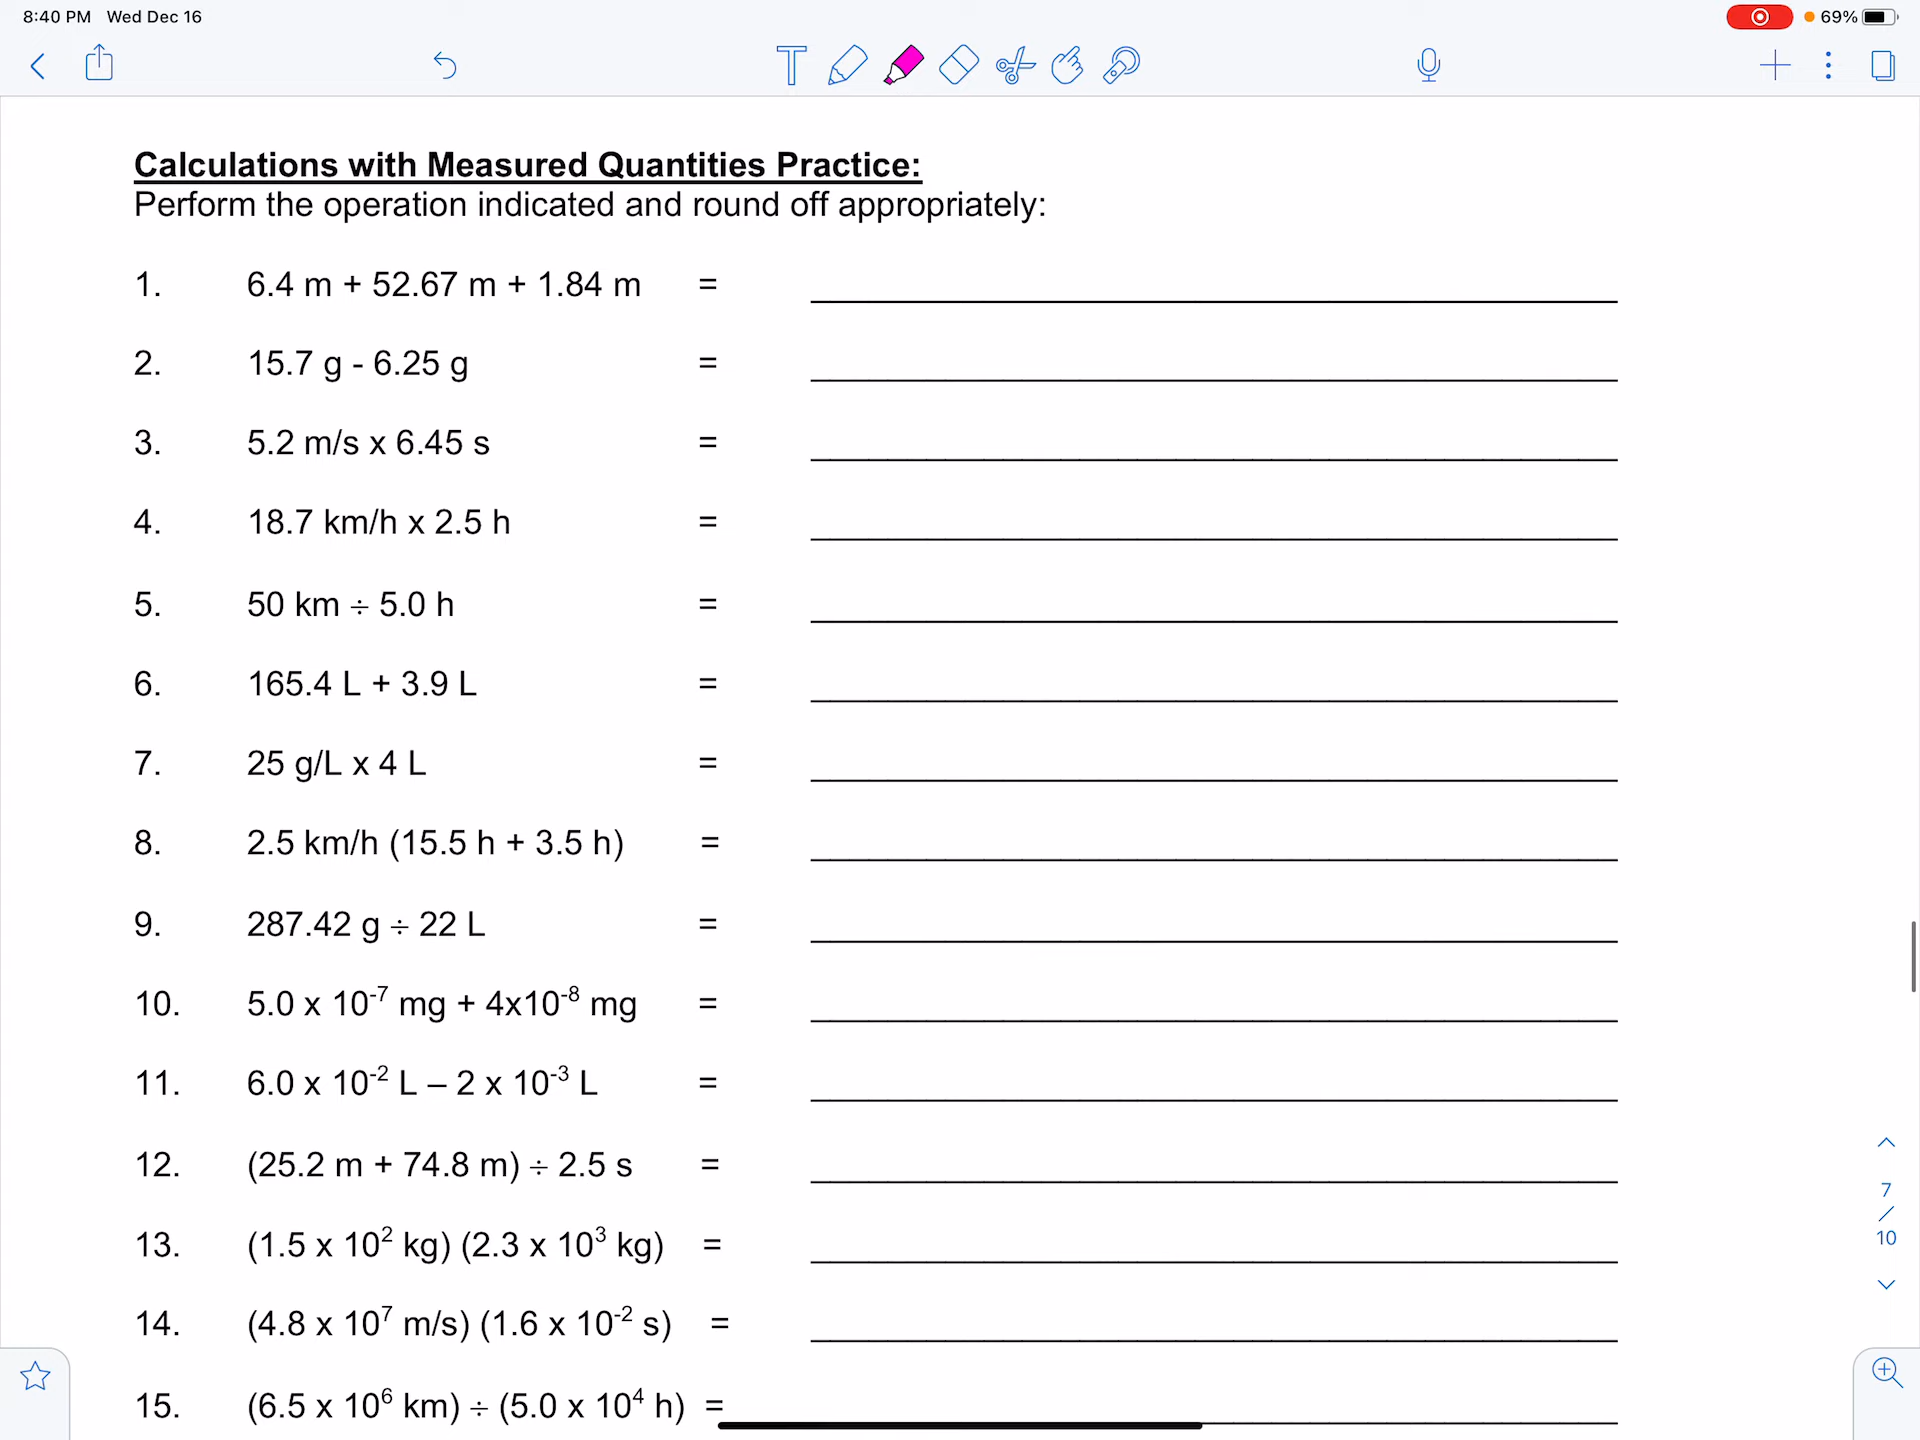 8:40 PM Wed Dec 16
69%
Calculations with Measured Quantities Practice:
Perform the operation indicated and round off appropriately:
1. 6.4 m + 52.67 m + 1.84 m =
2. 15.7 g - 6.25 g =
3. 5.2 m/s x 6.45 s =
4. 18.7 km/h x 2.5 h =
5. 50 km ÷ 5.0 h =
6. 165.4 L + 3.9 L =
7. 25 g/L x 4 L =
8. 2.5 km/h (15.5 h + 3.5 h) =
9. 287.42 g ÷ 22 L =
10. 5.0 x 10⁻⁷ mg + 4x10⁻⁸ mg =
11. 6.0 x 10⁻² L – 2 x 10⁻³ L =
12. (25.2 m + 74.8 m) ÷ 2.5 s =
13. (1.5 x 10² kg) (2.3 x 10³ kg) =
14. (4.8 x 10⁷ m/s) (1.6 x 10⁻² s) =
15. (6.5 x 10⁶ km) ÷ (5.0 x 10⁴ h) =
7
/
10